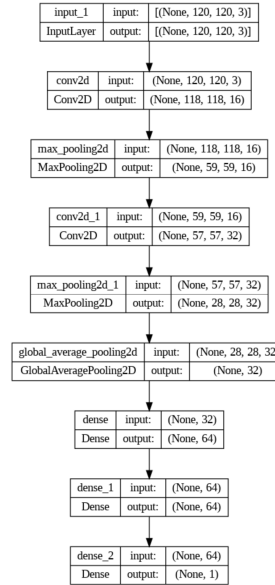 input_1 input: [(None, 120, 120, 3)]
InputLayer output: [(None, 120, 120, 3)]
conv2d input: (None, 120, 120, 3)
Conv2D output: (None, 118, 118, 16)
max_pooling2d input: (None, 118, 118, 16)
MaxPooling2D output: (None, 59, 59, 16)
conv2d_1 input: (None, 59, 59, 16)
Conv2D output: (None, 57, 57, 32)
max_pooling2d_1 input: (None, 57, 57, 32)
MaxPooling2D output: (None, 28, 28, 32)
global_average_pooling2d input: (None, 28, 28, 32
GlobalAveragePooling2D output: (None, 32)
dense input: (None, 32)
Dense output: (None, 64)
dense_1 input: (None, 64)
Dense output: (None, 64)
dense_2 input: (None, 64)
Dense output: (None, 1)